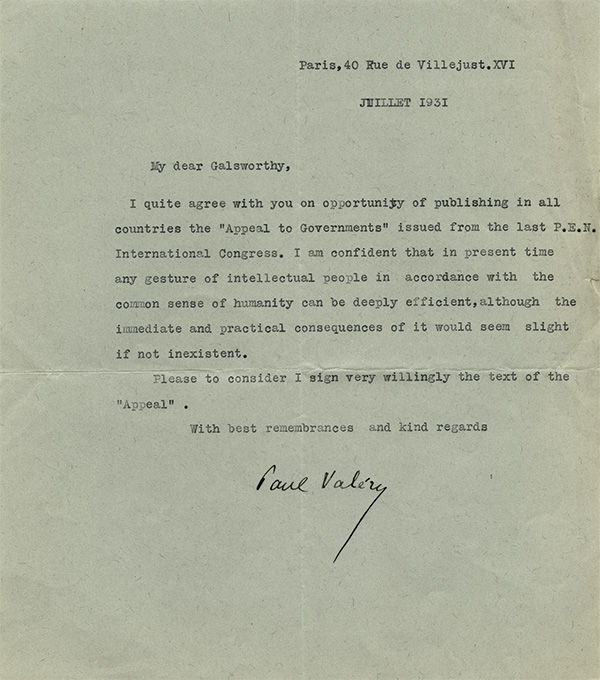 Paris,40 Rue de Villejust.XVI
JUILLET 1931
My dear Galsworthy,
I quite agree with you on opportunity of publishing in all
countries the "Appeal to Governments" issued from the last P.E.N.
International Congress. I am confident that in present time
any gesture of intellectual people in accordance with the
common sense of humanity can be deeply efficient,although the
immediate and practical consequences of it would seem slight
if not inexistent.
Please to consider I sign very willingly the text of the
"Appeal" .
With best remembrances and kind regards
Paul Valéry